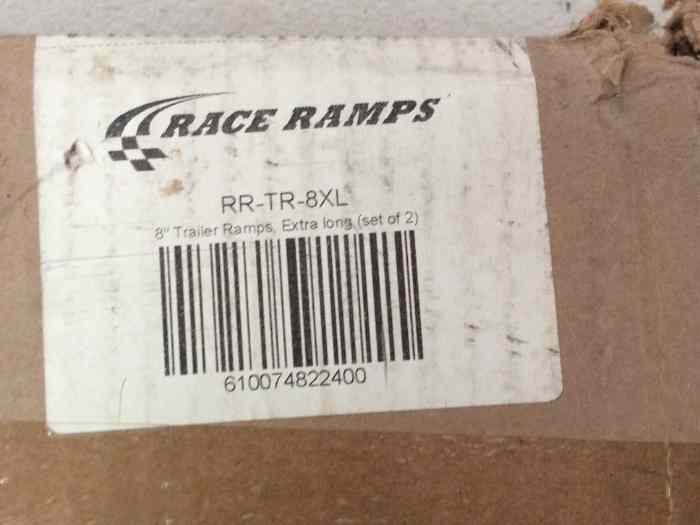 RACE RAMPS
RR-TR-8XL
8" Trailer Ramps, Extra long (set of 2)
610074822400